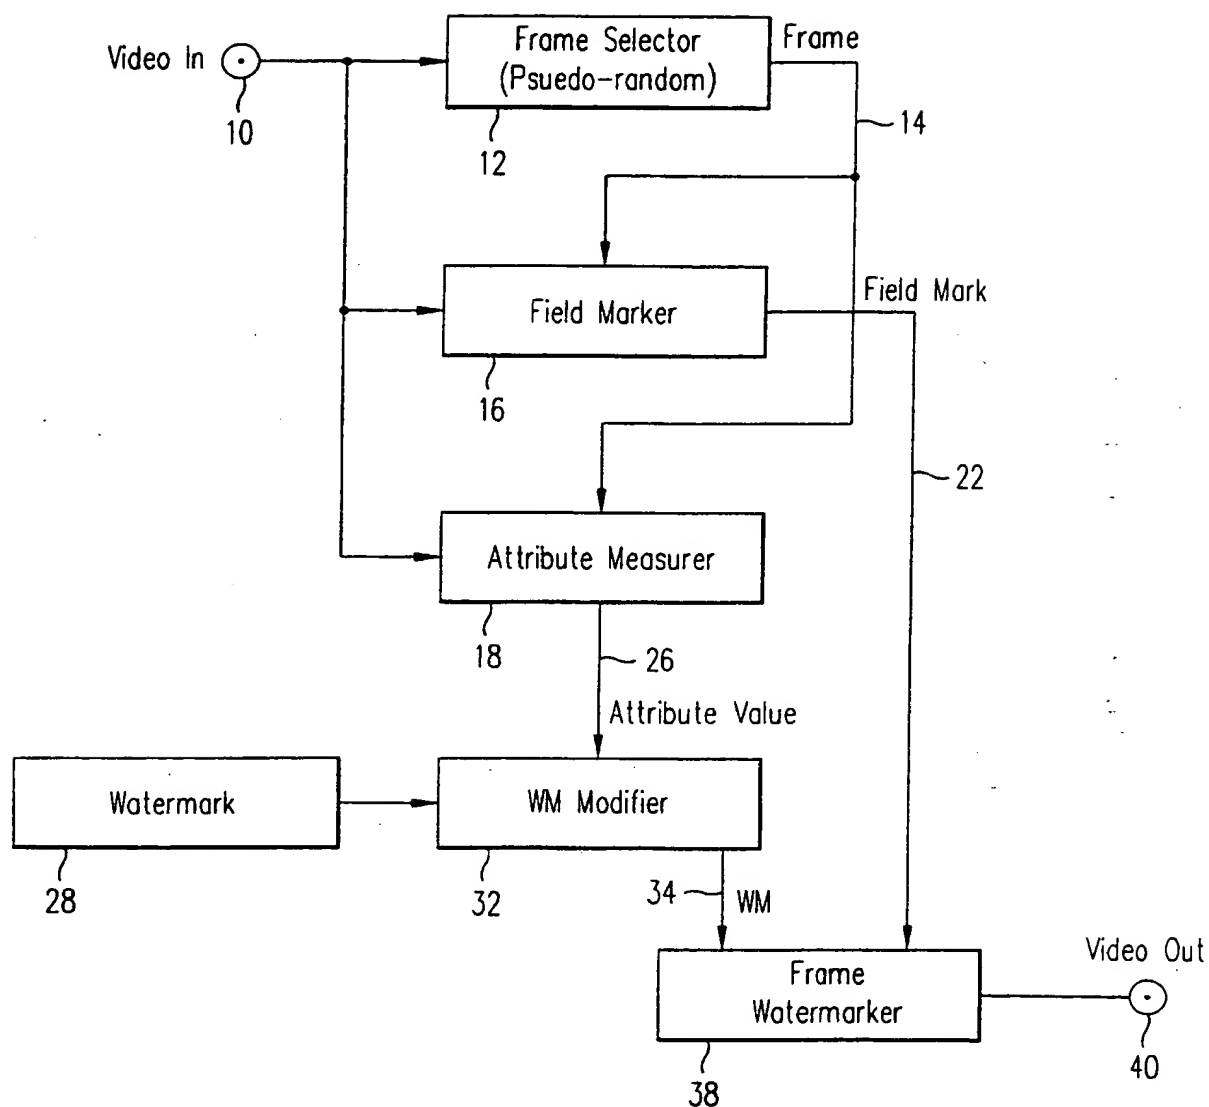 Video In
10
Frame Selector
(Psuedo-random)
12
Frame
14
Field Marker
16
Field Mark
22
Attribute Measurer
18
26
Attribute Value
Watermark
28
WM Modifier
32
34
WM
Frame
Watermarker
38
Video Out
40